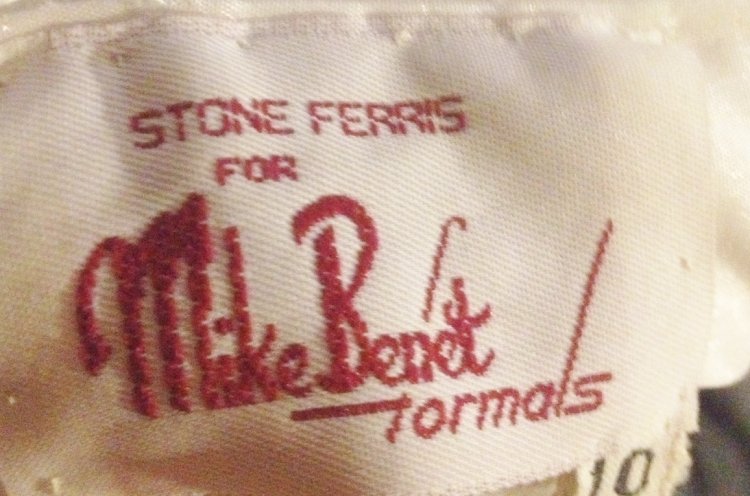 STONE FERRIS
FOR
Mike Benet
formals
10